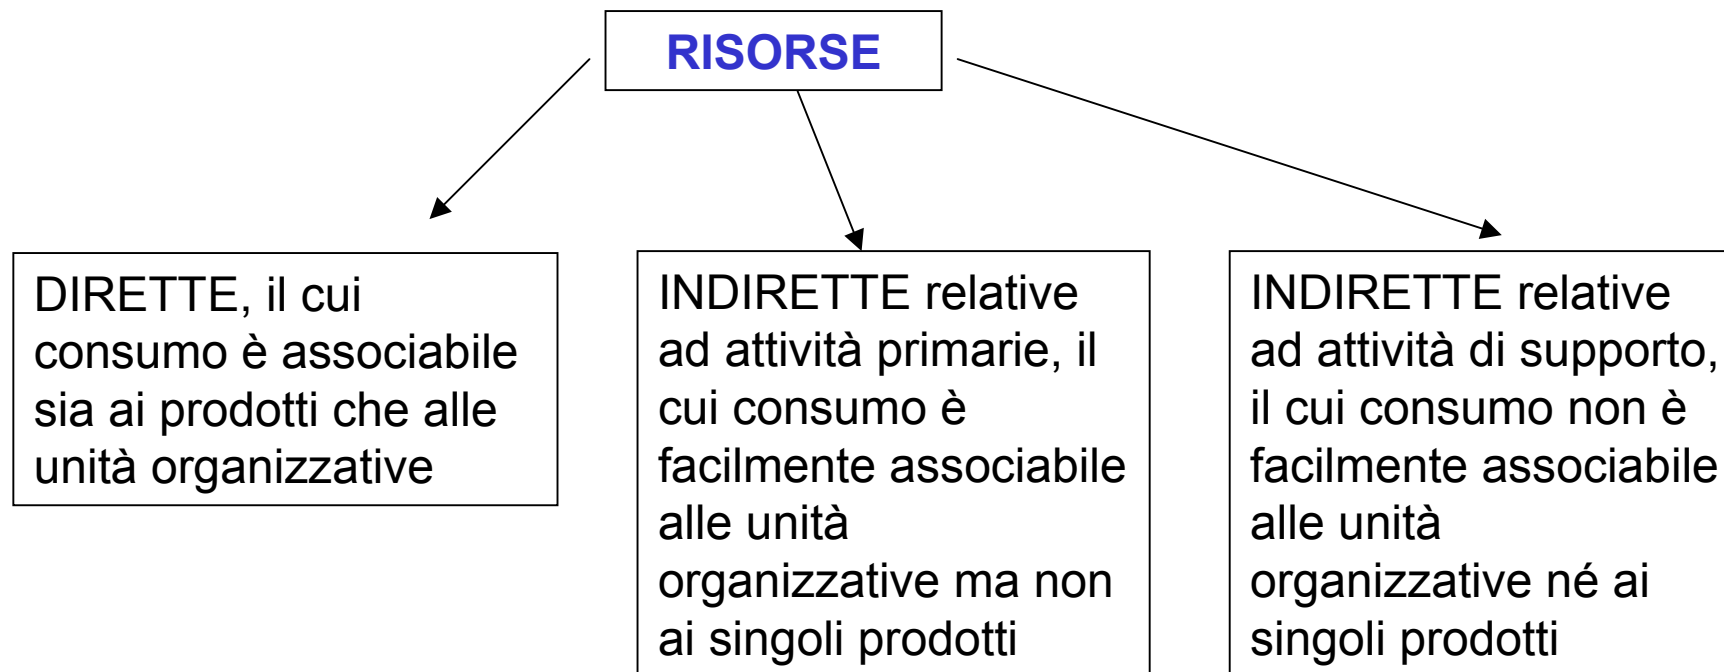 RISORSE
DIRETTE, il cui
consumo è associabile
sia ai prodotti che alle
unità organizzative
INDIRETTE relative
ad attività primarie, il
cui consumo è
facilmente associabile
alle unità
organizzative ma non
ai singoli prodotti
INDIRETTE relative
ad attività di supporto,
il cui consumo non è
facilmente associabile
alle unità
organizzative né ai
singoli prodotti